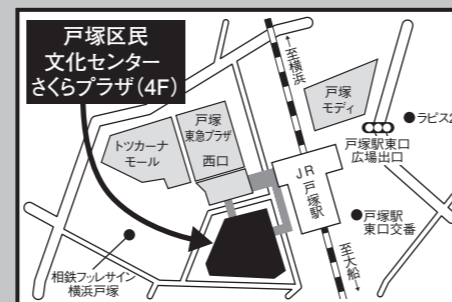 戸塚区民
文化センター
さくらプラザ(4F)
←至横浜
戸塚
モディ
ラピス2
戸塚駅東口
広場出口
戸塚
東急プラザ
西口
トツカーナ
モール
JR
戸塚駅
戸塚駅
東口交番
至大船→
相鉄フレッサイン
横浜戸塚